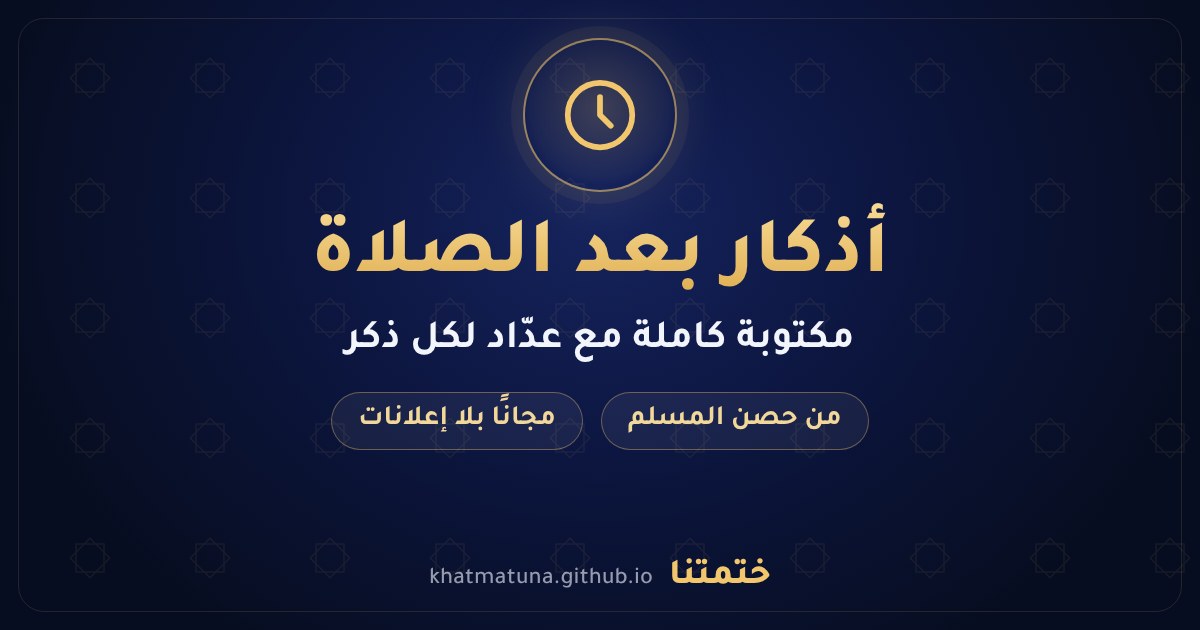 أذكار بعد الصلاة
مكتوبة كاملة مع عدّاد لكل ذكر
من حصن المسلم
مجانًا بلا إعلانات
ختمتنا khatmatuna.github.io